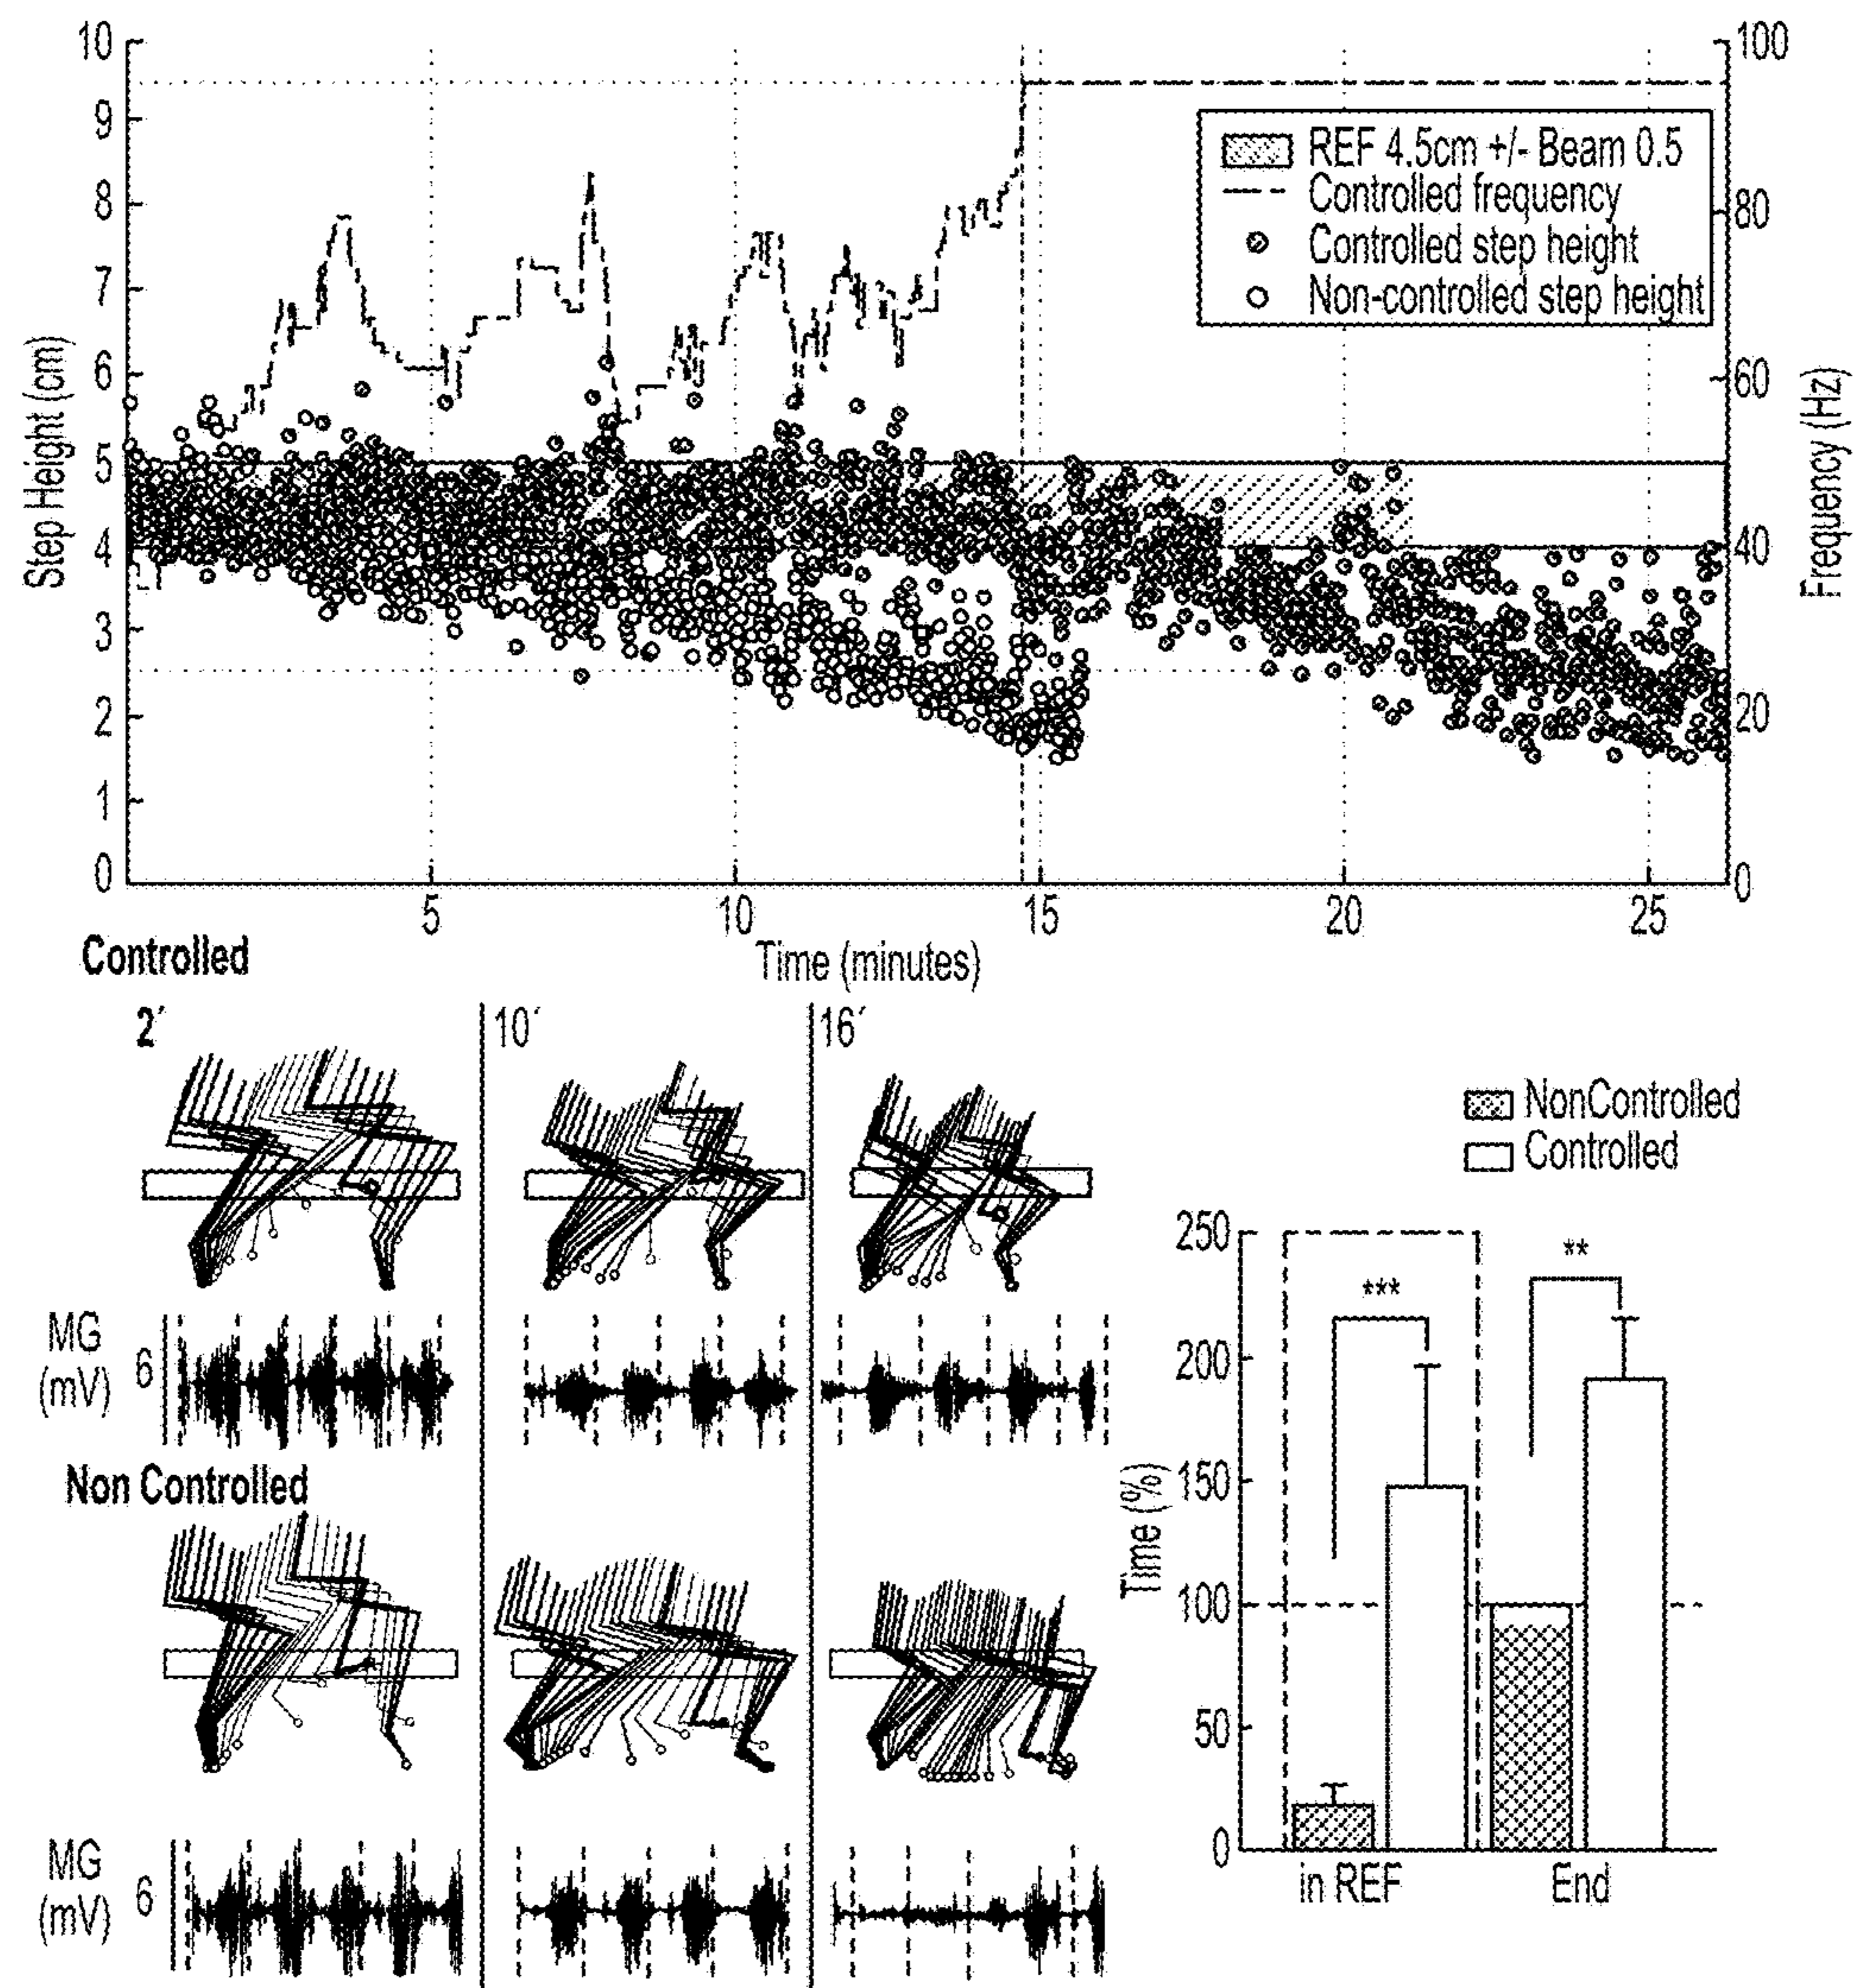 10
9
8
7
6
5
4
3
2
1
0
Step Height (cm)
100
80
60
40
20
0
Frequency (Hz)
REF 4.5cm +/- Beam 0.5
Controlled frequency
Controlled step height
Non-controlled step height
5
10
15
20
25
Time (minutes)
Controlled
2´
10´
16´
MG
(mV)
6
Non Controlled
MG
(mV)
6
NonControlled
Controlled
250
200
150
100
50
0
Time (%)
***
**
in REF
End